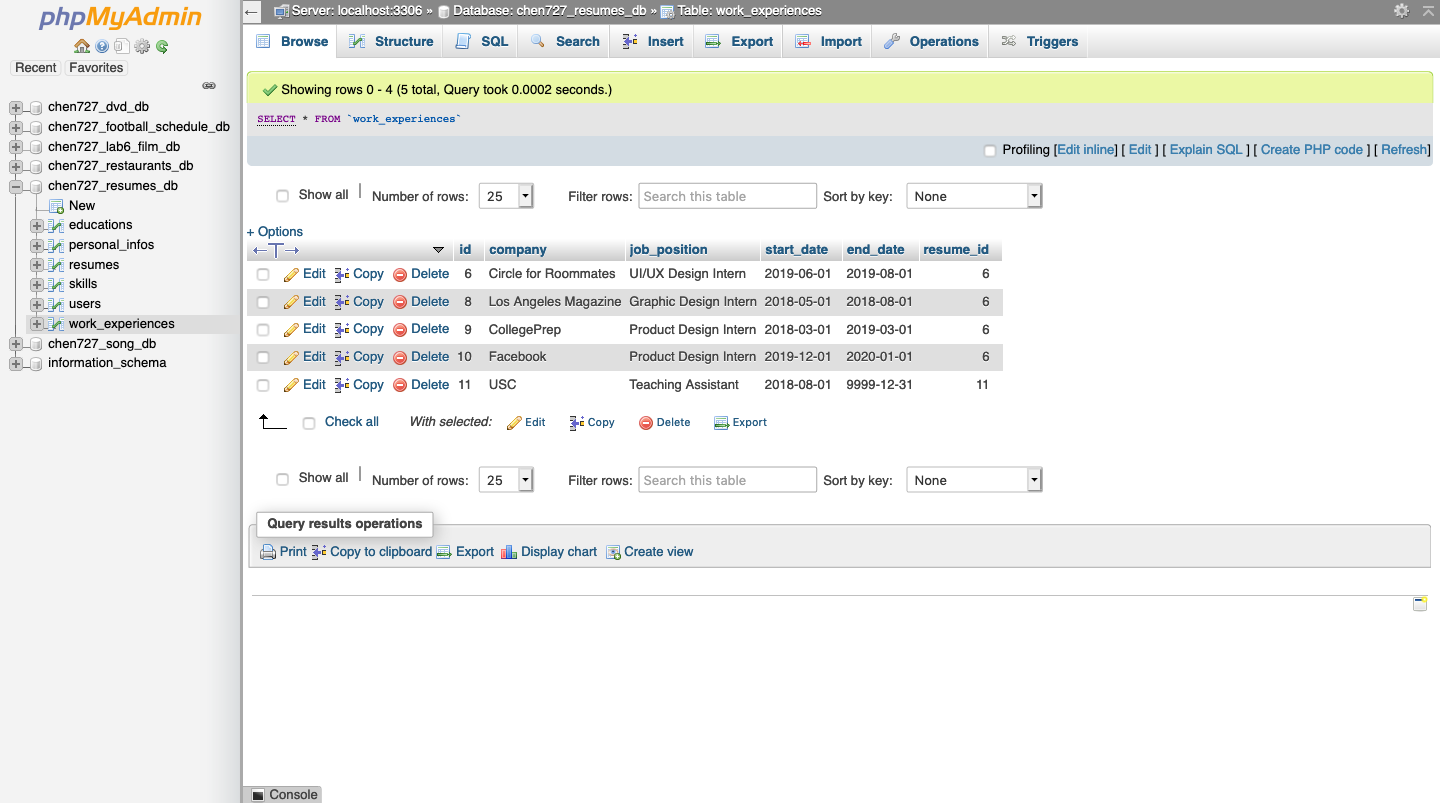 phpMyAdmin
Recent Favorites
chen727_dvd_db
chen727_football_schedule_db
chen727_lab6_film_db
chen727_restaurants_db
chen727_resumes_db
New
educations
personal_infos
resumes
skills
users
work_experiences
chen727_song_db
information_schema
Server: localhost:3306 » Database: chen727_resumes_db » Table: work_experiences
Browse Structure SQL Search Insert Export Import Operations Triggers
Showing rows 0 - 4 (5 total, Query took 0.0002 seconds.)
SELECT * FROM `work_experiences`
Profiling [Edit inline] [ Edit ] [ Explain SQL ] [ Create PHP code ] [ Refresh]
Show all | Number of rows: 25 Filter rows: Search this table Sort by key: None
+ Options
←T→ id company job_position start_date end_date resume_id
Edit Copy Delete 6 Circle for Roommates UI/UX Design Intern 2019-06-01 2019-08-01 6
Edit Copy Delete 8 Los Angeles Magazine Graphic Design Intern 2018-05-01 2018-08-01 6
Edit Copy Delete 9 CollegePrep Product Design Intern 2018-03-01 2019-03-01 6
Edit Copy Delete 10 Facebook Product Design Intern 2019-12-01 2020-01-01 6
Edit Copy Delete 11 USC Teaching Assistant 2018-08-01 9999-12-31 11
Check all With selected: Edit Copy Delete Export
Show all | Number of rows: 25 Filter rows: Search this table Sort by key: None
Query results operations
Print Copy to clipboard Export Display chart Create view
Console